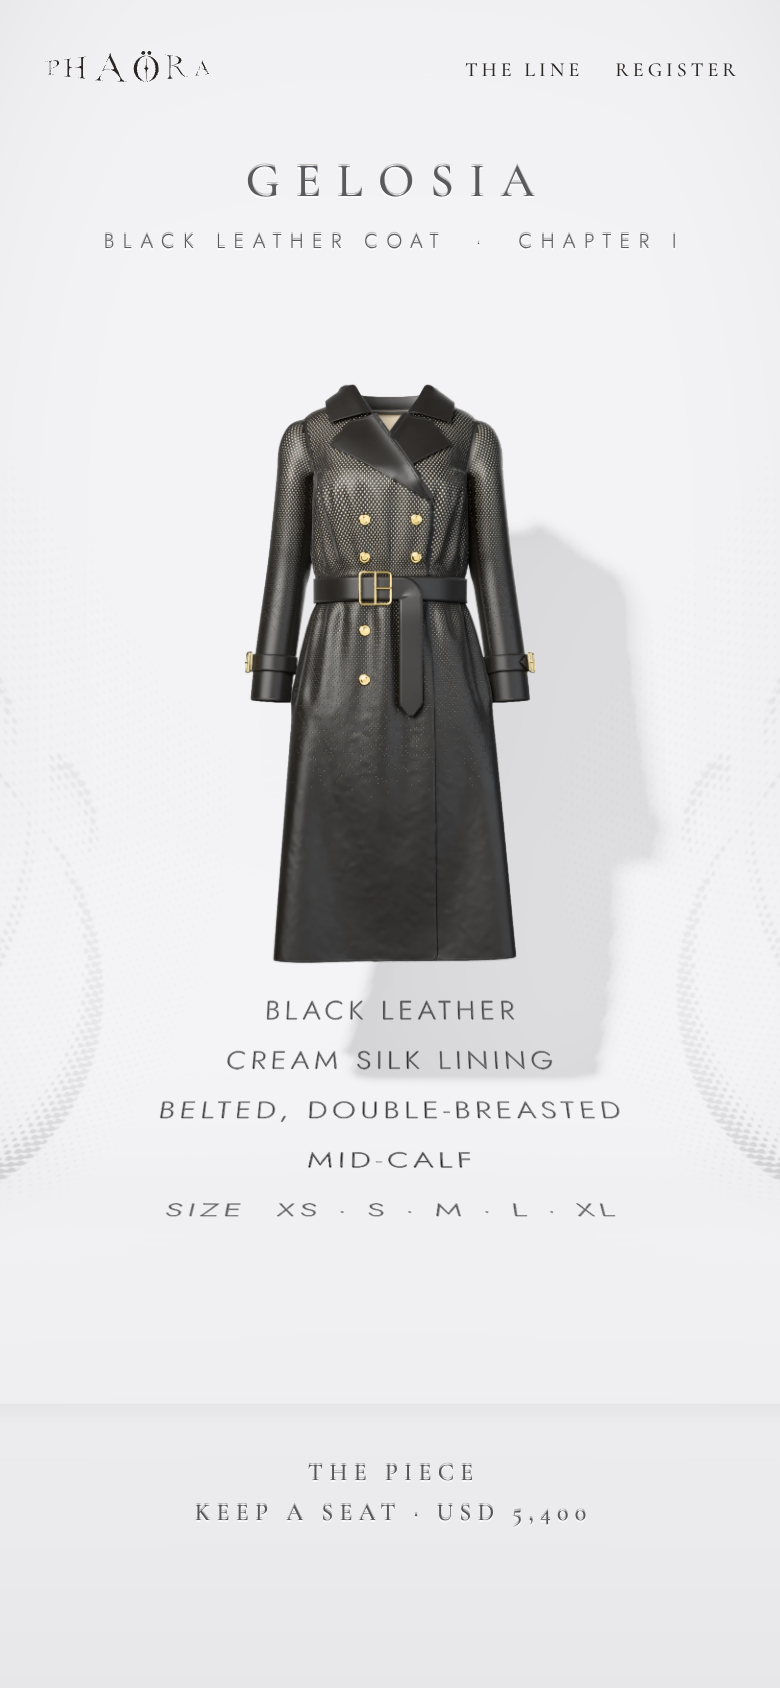 PHAÖRA
THE LINE REGISTER
GELOSIA
BLACK LEATHER COAT · CHAPTER I
BLACK LEATHER
CREAM SILK LINING
BELTED, DOUBLE-BREASTED
MID-CALF
SIZE XS · S · M · L · XL
THE PIECE
KEEP A SEAT · USD 5,400